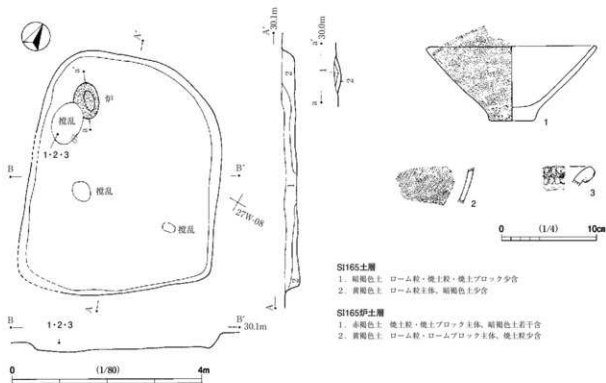 A'
a'
炉
a
撹乱
1・2・3
B
B'
撹乱
27W-08
撹乱
A
B
B'
30.1m
1・2・3
0
(1/80)
4m
A'
30.1m
2
1
2
A
a'
30.0m
1
2
a
1
2
3
0
(1/4)
10cm
SI165土層
1．暗褐色土　ローム粒・焼土粒・焼土ブロック少含
2．黄褐色土　ローム粒主体、暗褐色土少含
SI165炉土層
1．赤褐色土　焼土粒・焼土ブロック主体、暗褐色土若干含
2．黄褐色土　ローム粒・ロームブロック主体、焼土粒少含